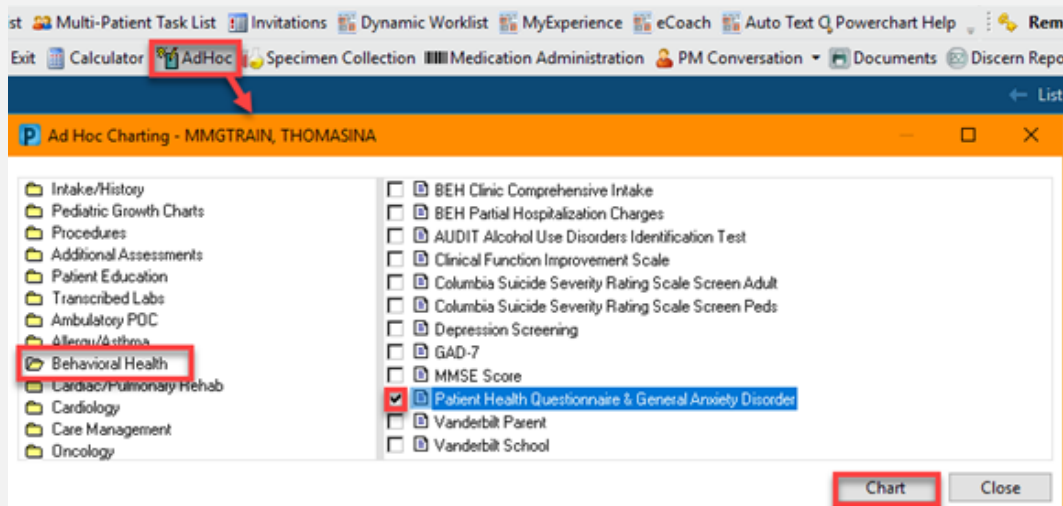 st Multi-Patient Task List Invitations Dynamic Worklist MyExperience eCoach Auto Text Powerchart Help Rem
Exit Calculator AdHoc Specimen Collection Medication Administration PM Conversation Documents Discern Repo
List
Ad Hoc Charting - MMGTRAIN, THOMASINA
Intake/History
Pediatric Growth Charts
Procedures
Additional Assessments
Patient Education
Transcribed Labs
Ambulatory POC
Allergy/Asthma
Behavioral Health
Cardiac/Pulmonary Rehab
Cardiology
Care Management
Oncology
BEH Clinic Comprehensive Intake
BEH Partial Hospitalization Charges
AUDIT Alcohol Use Disorders Identification Test
Clinical Function Improvement Scale
Columbia Suicide Severity Rating Scale Screen Adult
Columbia Suicide Severity Rating Scale Screen Peds
Depression Screening
GAD-7
MMSE Score
Patient Health Questionnaire & General Anxiety Disorder
Vanderbilt Parent
Vanderbilt School
Chart Close